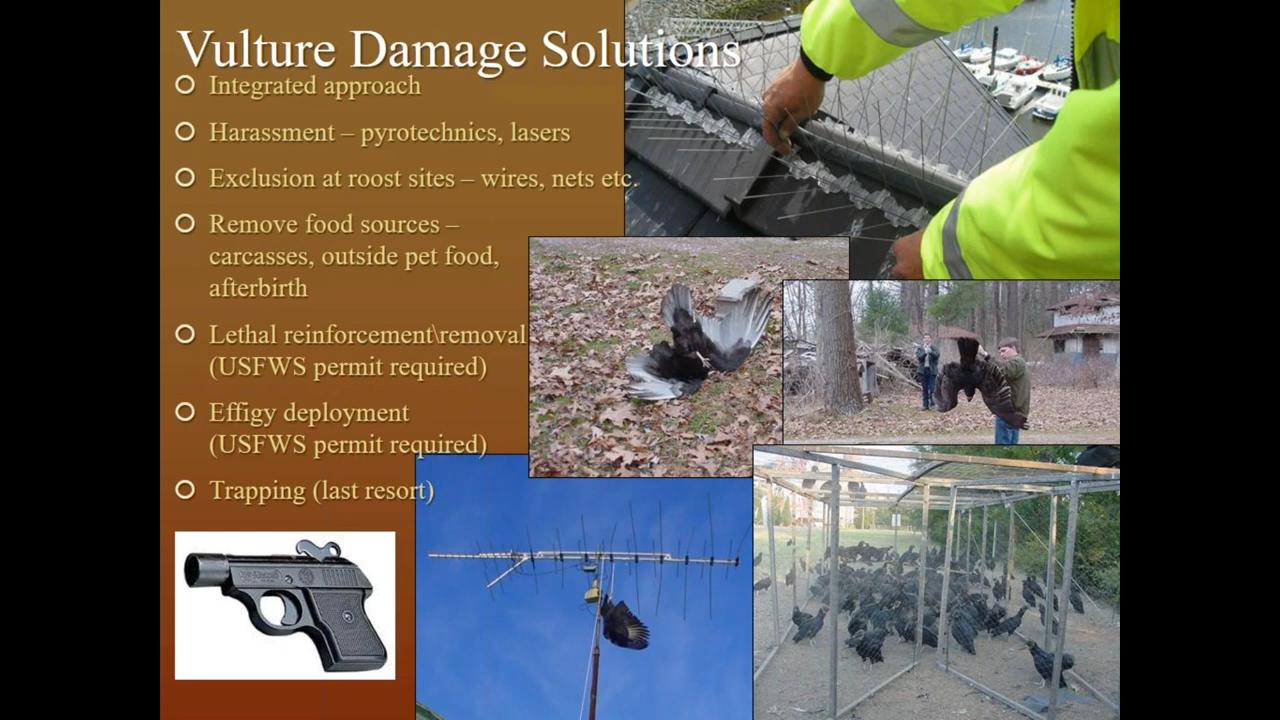 Vulture Damage Solutions
Integrated approach
Harassment – pyrotechnics, lasers
Exclusion at roost sites – wires, nets etc.
Remove food sources –
carcasses, outside pet food,
afterbirth
Lethal reinforcement\removal
(USFWS permit required)
Effigy deployment
(USFWS permit required)
Trapping (last resort)